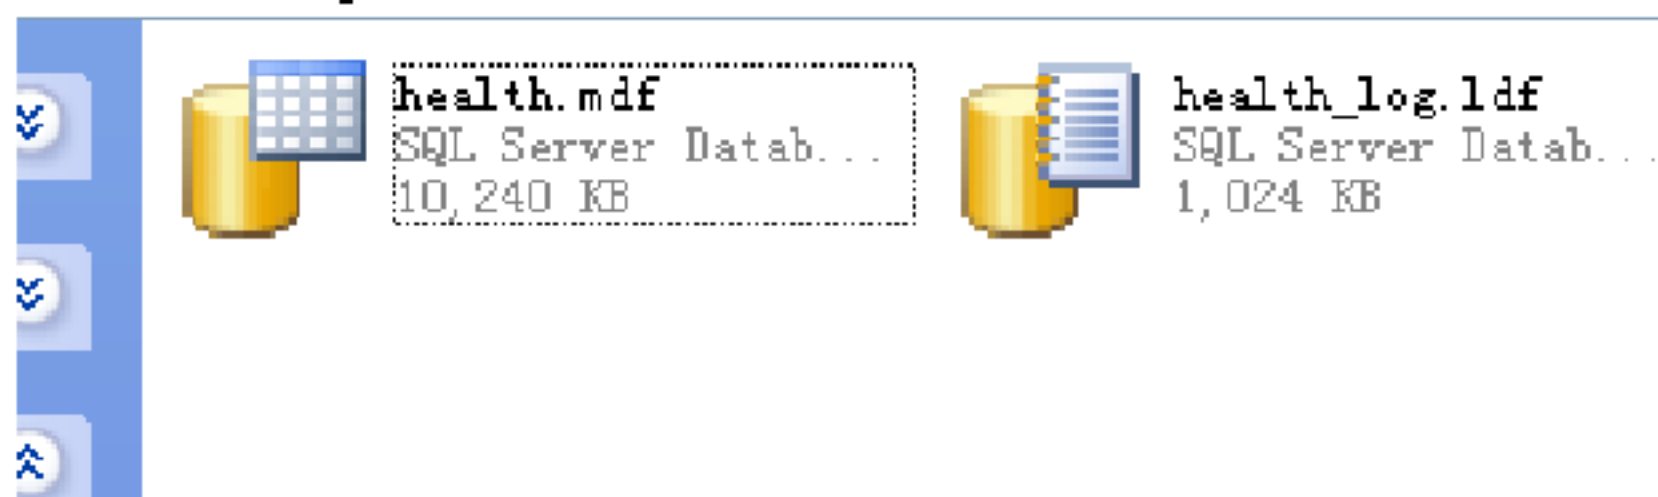 health.mdf
SQL Server Datab...
10,240 KB
health_log.ldf
SQL Server Datab...
1,024 KB